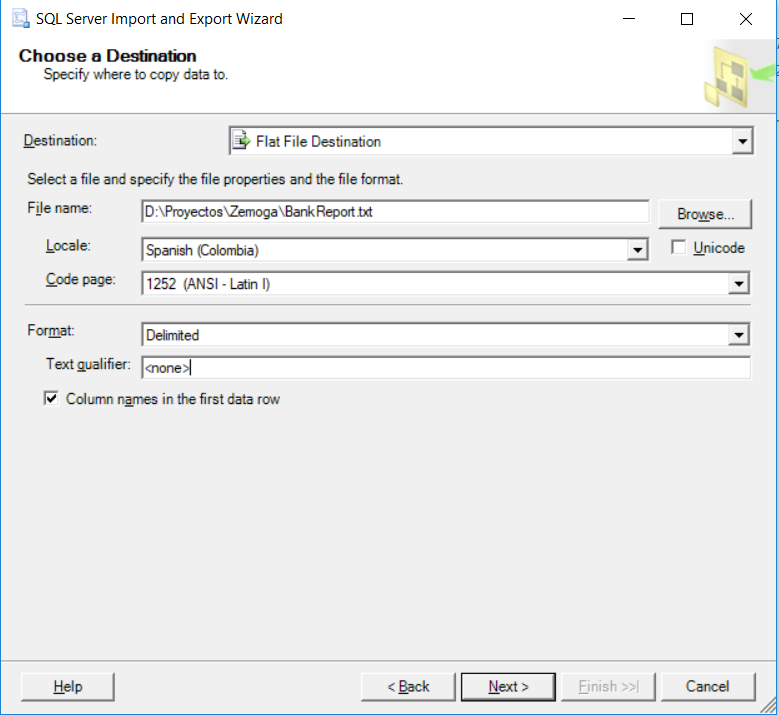 SQL Server Import and Export Wizard
Choose a Destination
Specify where to copy data to.
Destination: Flat File Destination
Select a file and specify the file properties and the file format.
File name: D:\Proyectos\Zemoga\BankReport.txt Browse...
Locale: Spanish (Colombia) Unicode
Code page: 1252 (ANSI - Latin I)
Format: Delimited
Text qualifier: <none>
Column names in the first data row
Help < Back Next > Finish >>| Cancel